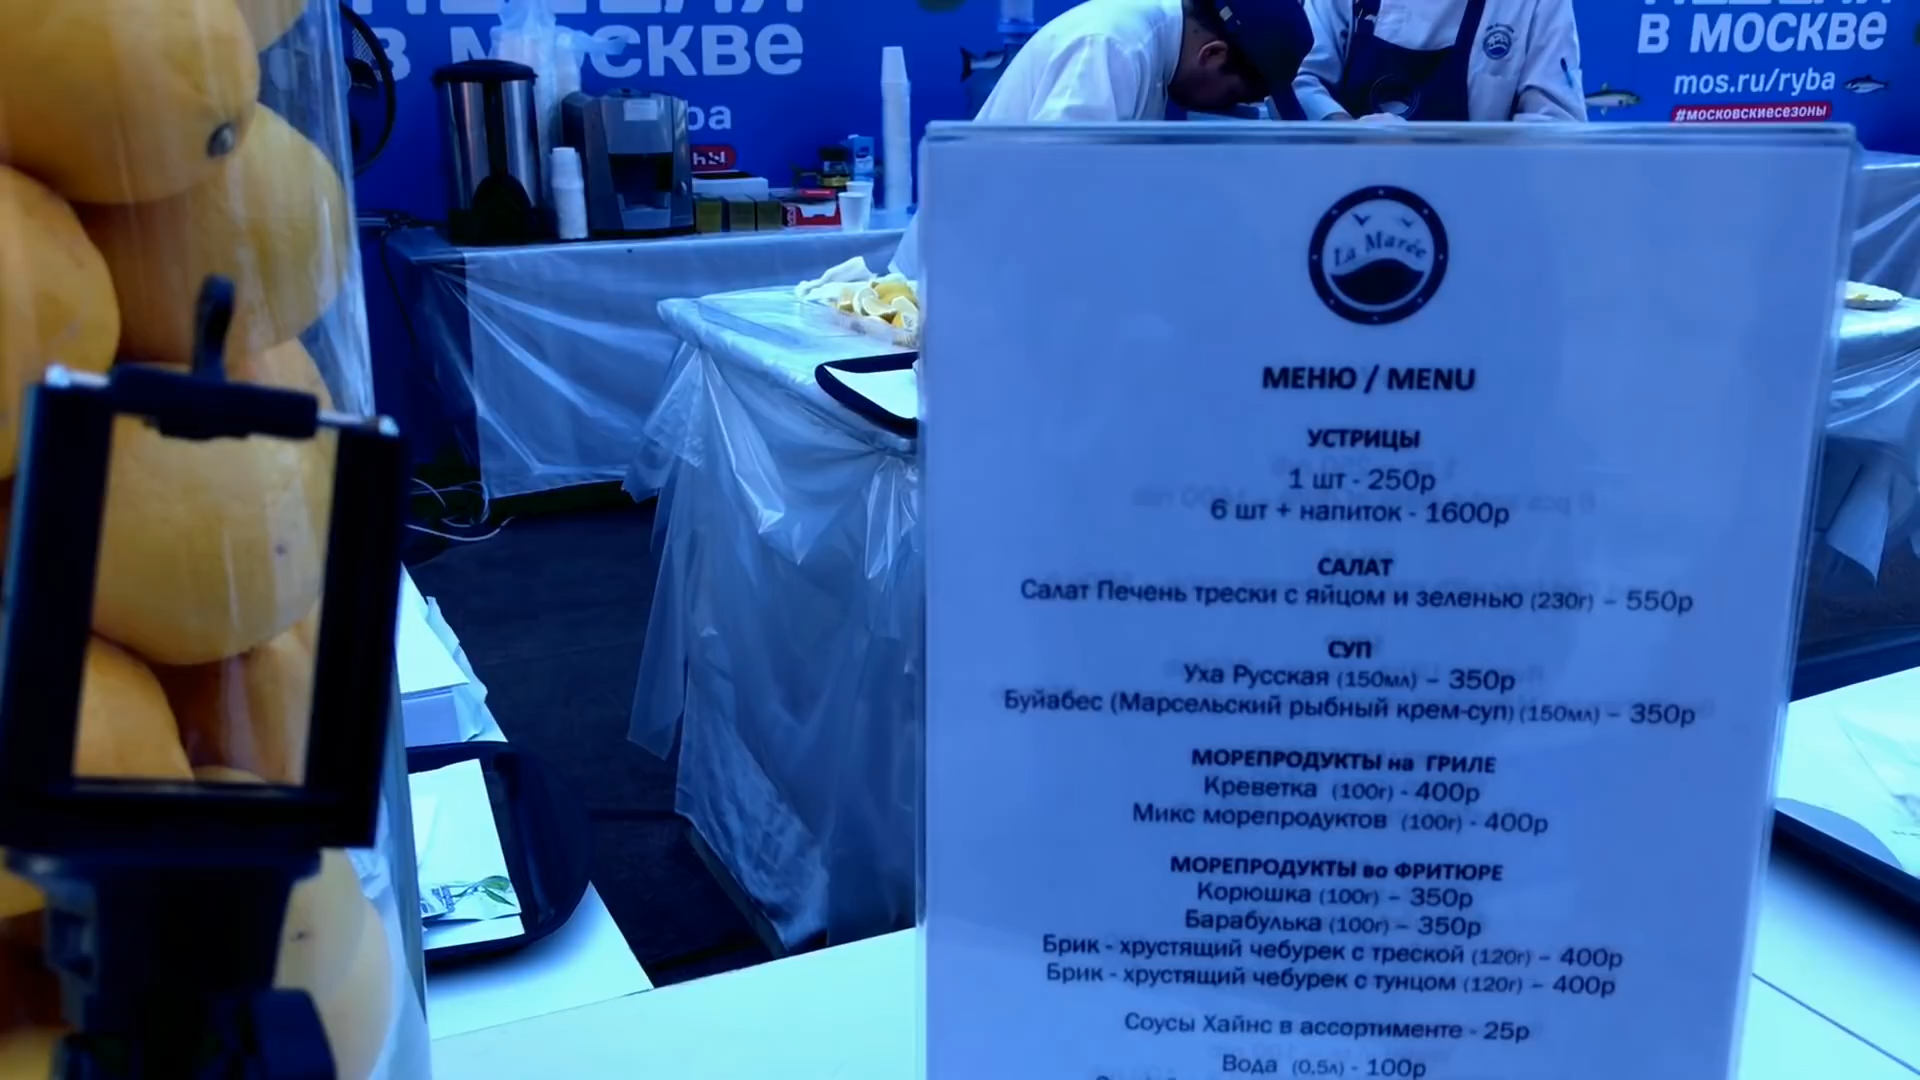 НЕДЕЛЯ
В МОСКВЕ
В МОСКВЕ
mos.ru/ryba
#московскиесезоны
La Marée
МЕНЮ / MENU
УСТРИЦЫ
1 шт - 250р
6 шт + напиток - 1600р
САЛАТ
Салат Печень трески с яйцом и зеленью (230г) – 550р
СУП
Уха Русская (150мл) – 350р
Буйабес (Марсельский рыбный крем-суп) (150мл) – 350р
МОРЕПРОДУКТЫ на ГРИЛЕ
Креветка (100г) - 400р
Микс морепродуктов (100г) - 400р
МОРЕПРОДУКТЫ во ФРИТЮРЕ
Корюшка (100г) – 350р
Барабулька (100г) – 350р
Брик - хрустящий чебурек с треской (120г) – 400р
Брик - хрустящий чебурек с тунцом (120г) – 400р
Соусы Хайнс в ассортименте - 25р
Вода (0,5л) - 100р